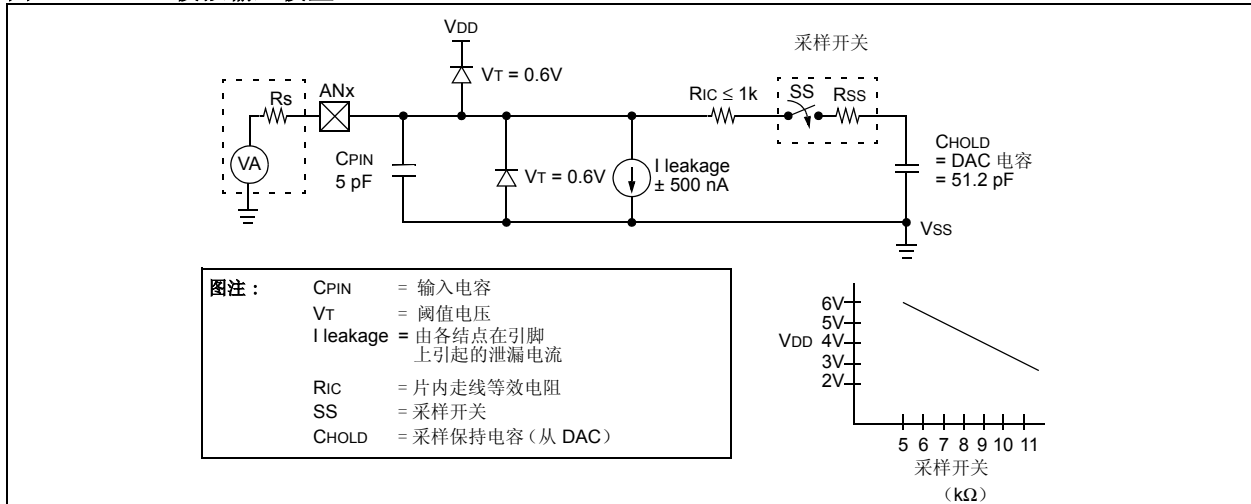 VDD
采样开关
VT = 0.6V
Rs
ANx
RIC ≤ 1k
SS
RSS
VA
CPIN
5 pF
VT = 0.6V
I leakage
± 500 nA
CHOLD
= DAC 电容
= 51.2 pF
VSS
图注：
CPIN = 输入电容
VT = 阈值电压
I leakage = 由各结点在引脚
上引起的泄漏电流
RIC = 片内走线等效电阻
SS = 采样开关
CHOLD = 采样保持电容（从 DAC）
6V
5V
VDD 4V
3V
2V
5 6 7 8 9 10 11
采样开关
（kΩ）